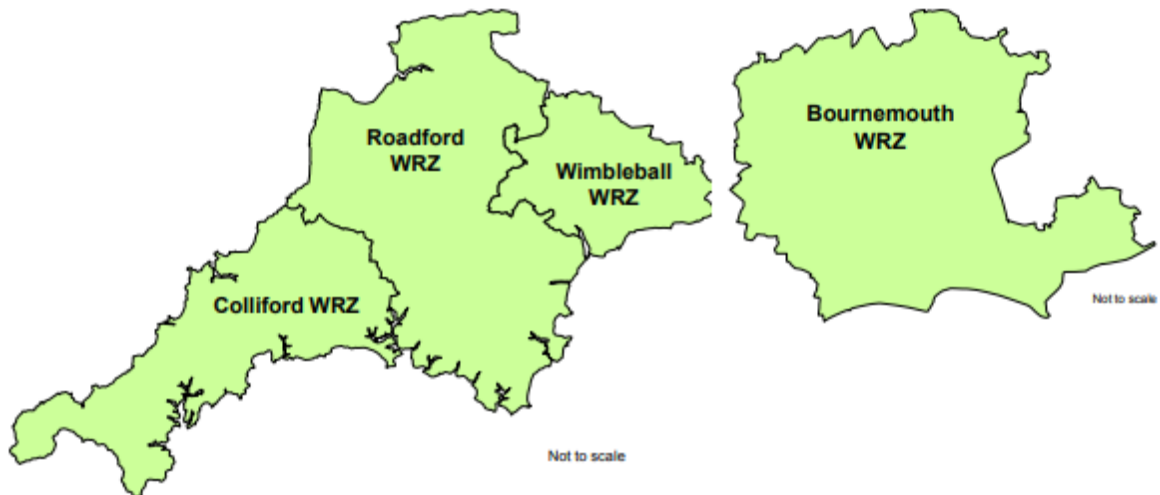 Roadford
WRZ
Wimbleball
WRZ
Colliford WRZ
Not to scale
Bournemouth
WRZ
Not to scale